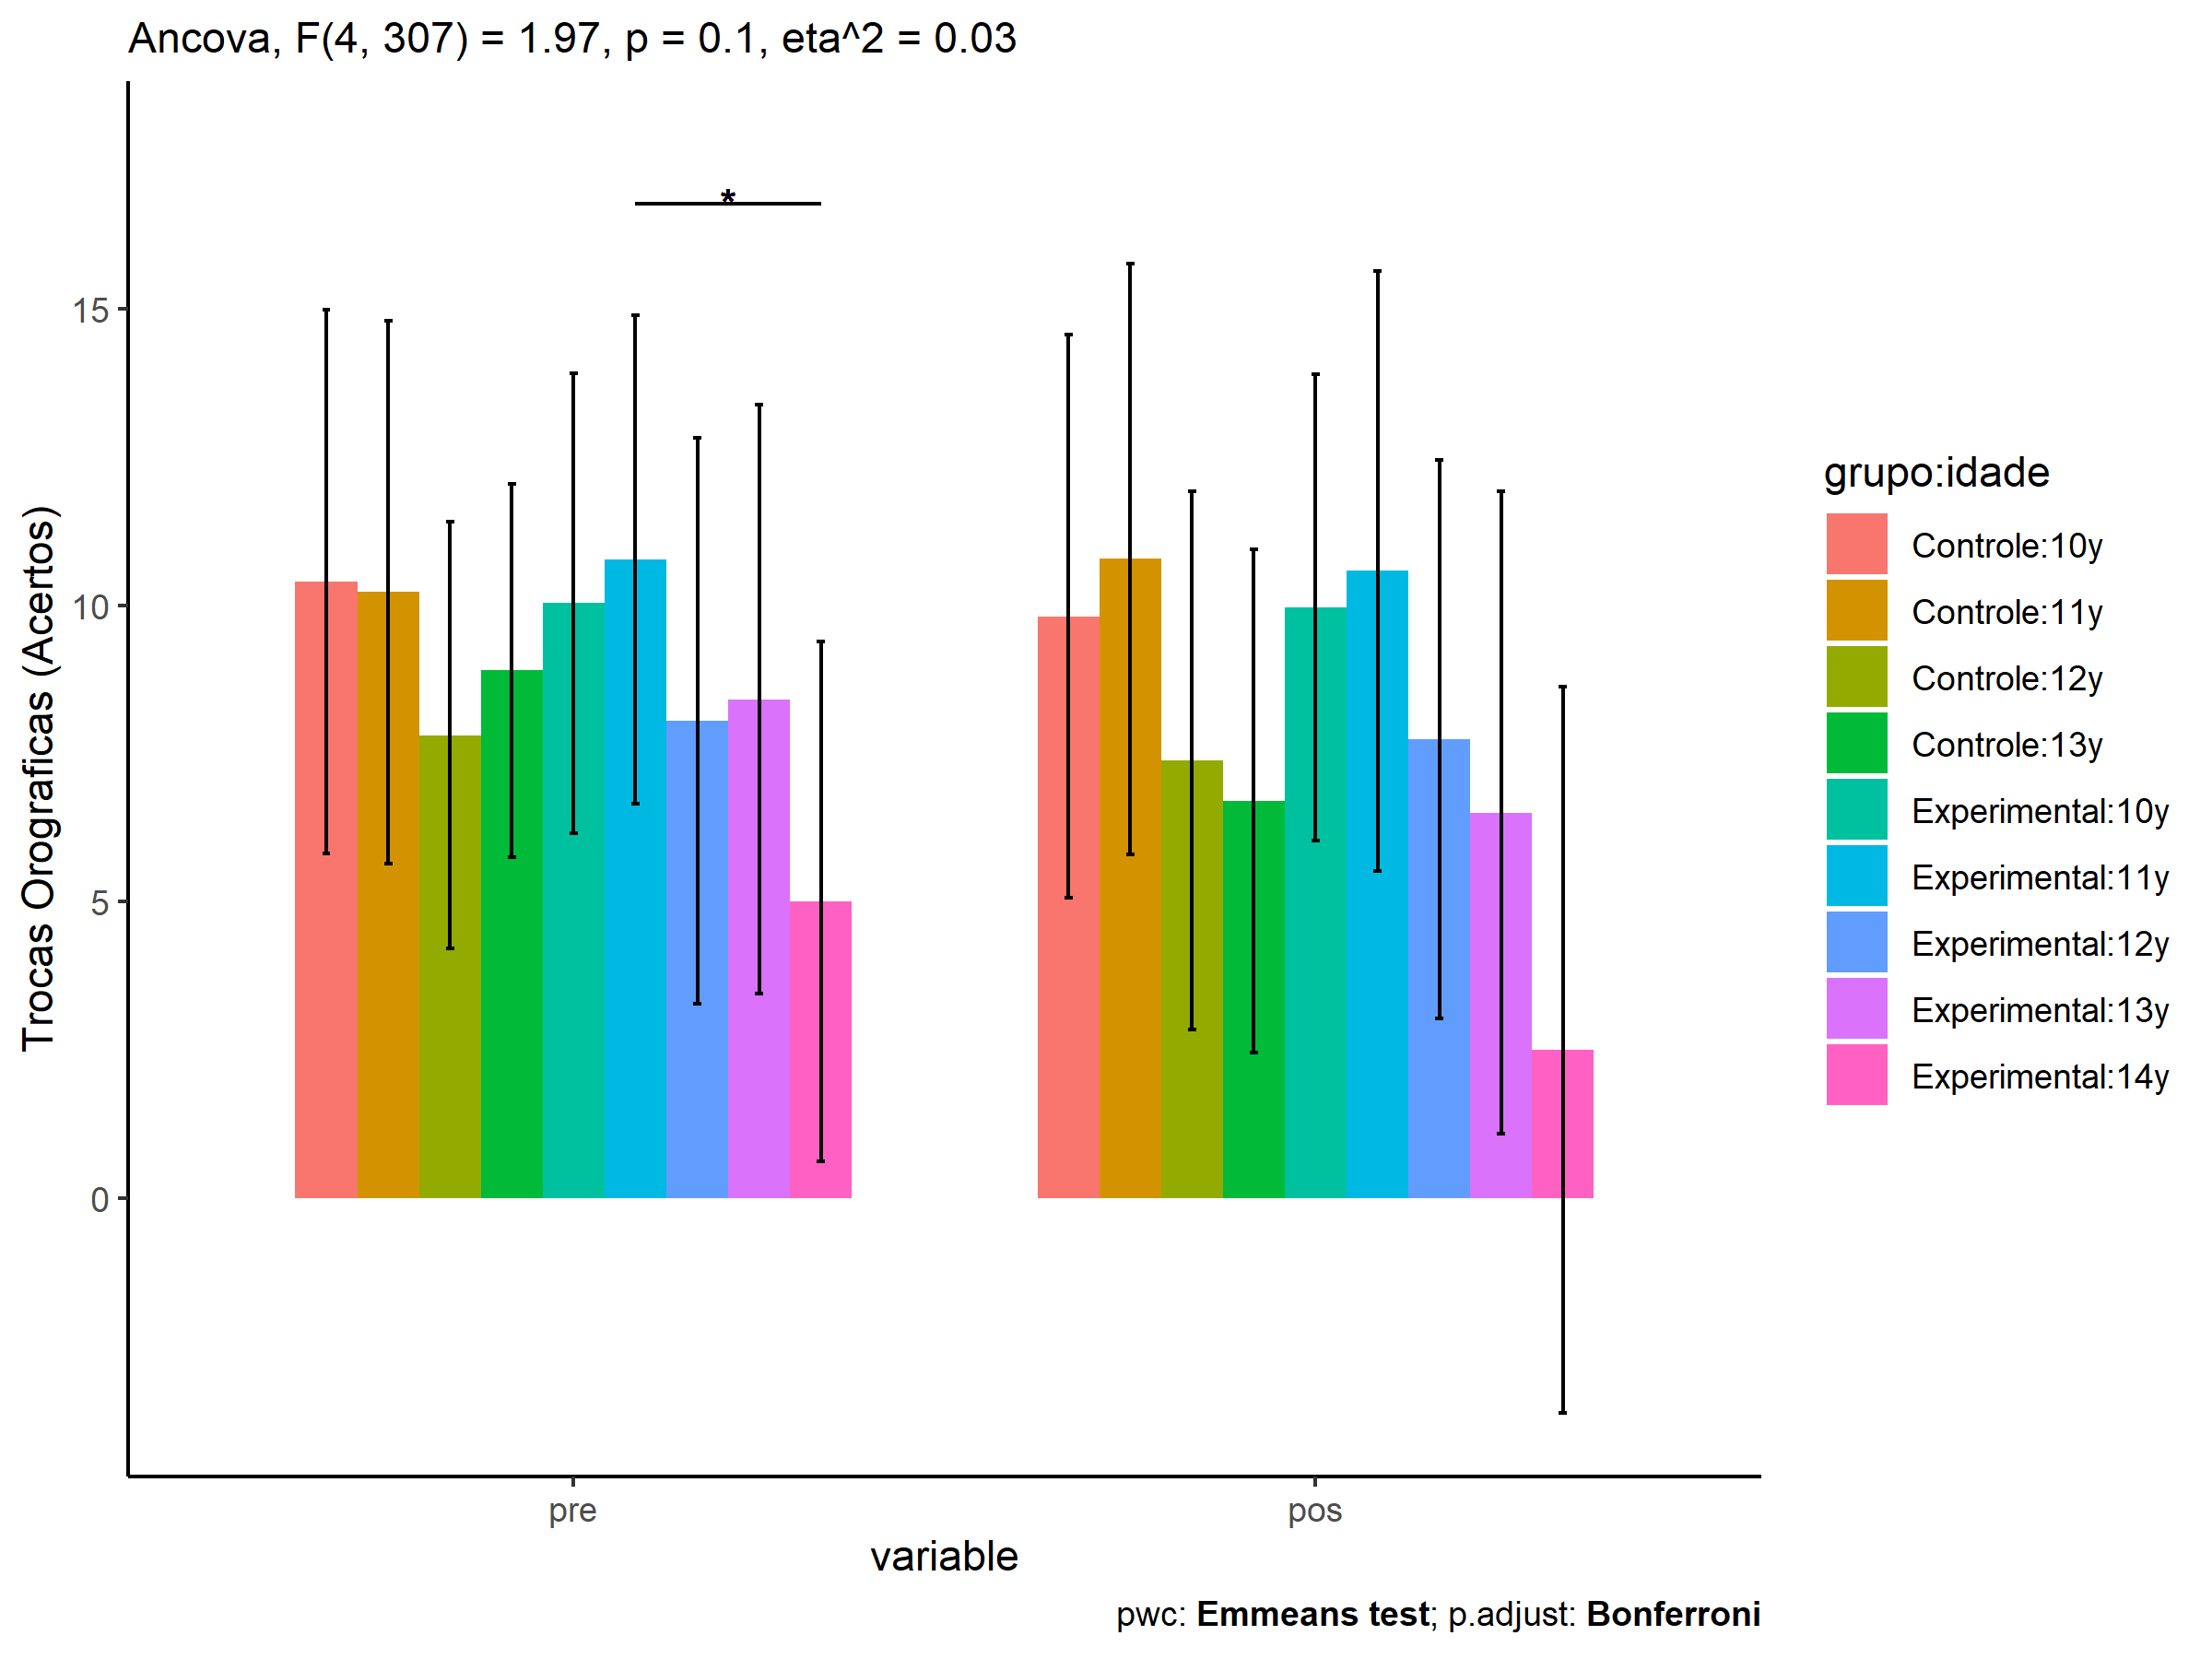 Ancova, F(4, 307) = 1.97, p = 0.1, eta^2 = 0.03
*
Trocas Orograficas (Acertos)
15
10
5
0
pre
pos
variable
grupo:idade
Controle:10y
Controle:11y
Controle:12y
Controle:13y
Experimental:10y
Experimental:11y
Experimental:12y
Experimental:13y
Experimental:14y
pwc: Emmeans test; p.adjust: Bonferroni